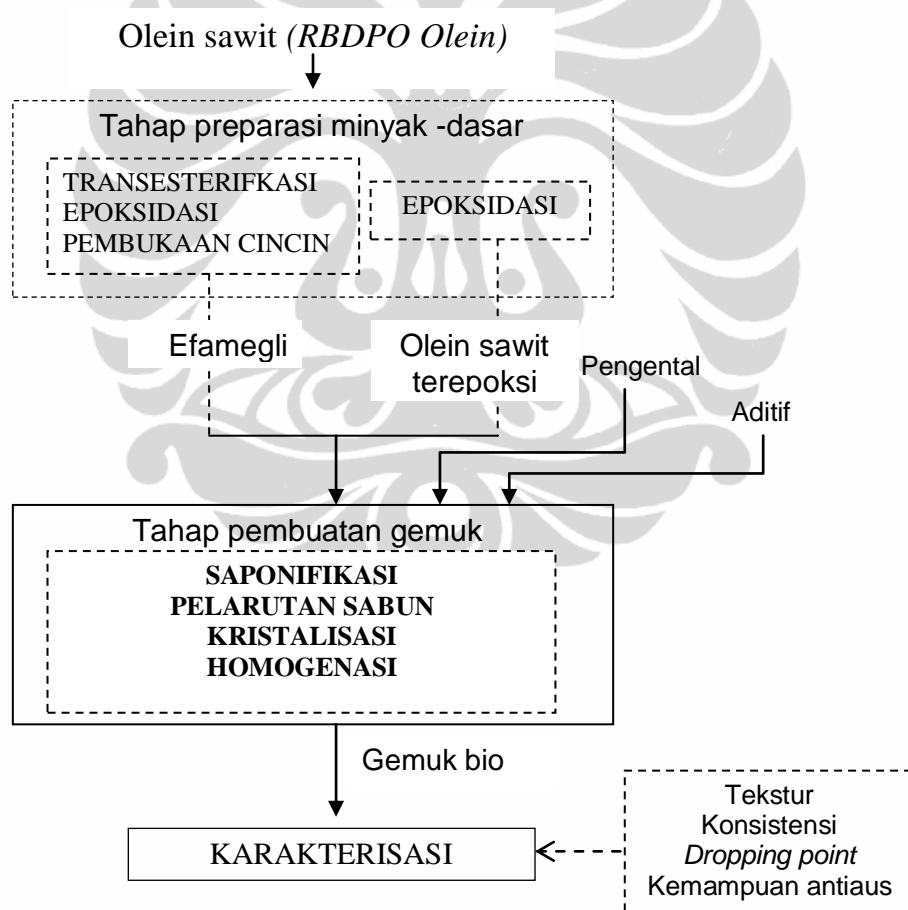 Olein sawit (RBDPO Olein)
Tahap preparasi minyak -dasar
TRANSESTERIFKASI
EPOKSIDASI
PEMBUKAAN CINCIN
EPOKSIDASI
Efamegli
Olein sawit
terepoksi
Pengental
Aditif
Tahap pembuatan gemuk
SAPONIFIKASI
PELARUTAN SABUN
KRISTALISASI
HOMOGENASI
Gemuk bio
KARAKTERISASI
Tekstur
Konsistensi
Dropping point
Kemampuan antiaus